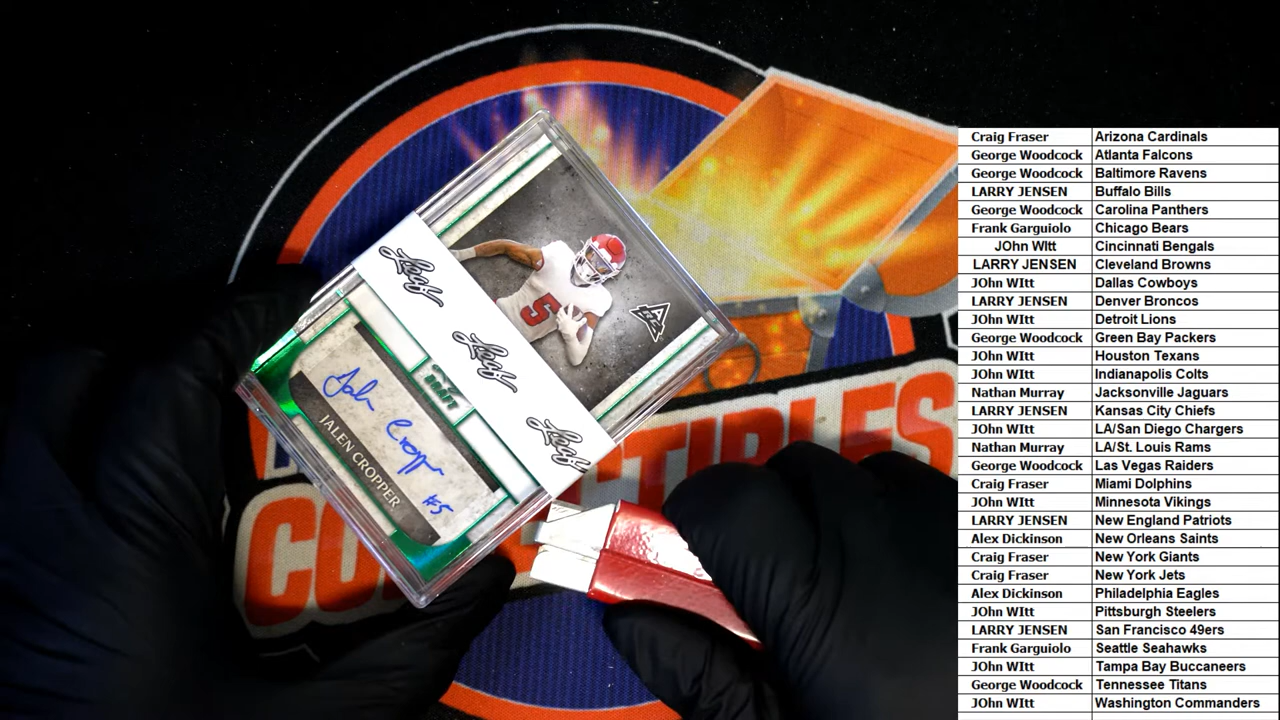 Leaf
Leaf
Leaf
DRAFT
5
Jalen
Cropper
#5
JALEN CROPPER
Craig Fraser Arizona Cardinals
George Woodcock Atlanta Falcons
George Woodcock Baltimore Ravens
LARRY JENSEN Buffalo Bills
George Woodcock Carolina Panthers
Frank Garguiolo Chicago Bears
JOhn WItt Cincinnati Bengals
LARRY JENSEN Cleveland Browns
JOhn WItt Dallas Cowboys
LARRY JENSEN Denver Broncos
JOhn WItt Detroit Lions
George Woodcock Green Bay Packers
JOhn WItt Houston Texans
JOhn WItt Indianapolis Colts
Nathan Murray Jacksonville Jaguars
LARRY JENSEN Kansas City Chiefs
JOhn WItt LA/San Diego Chargers
Nathan Murray LA/St. Louis Rams
George Woodcock Las Vegas Raiders
Craig Fraser Miami Dolphins
JOhn WItt Minnesota Vikings
LARRY JENSEN New England Patriots
Alex Dickinson New Orleans Saints
Craig Fraser New York Giants
Craig Fraser New York Jets
Alex Dickinson Philadelphia Eagles
JOhn WItt Pittsburgh Steelers
LARRY JENSEN San Francisco 49ers
Frank Garguiolo Seattle Seahawks
JOhn WItt Tampa Bay Buccaneers
George Woodcock Tennessee Titans
JOhn WItt Washington Commanders